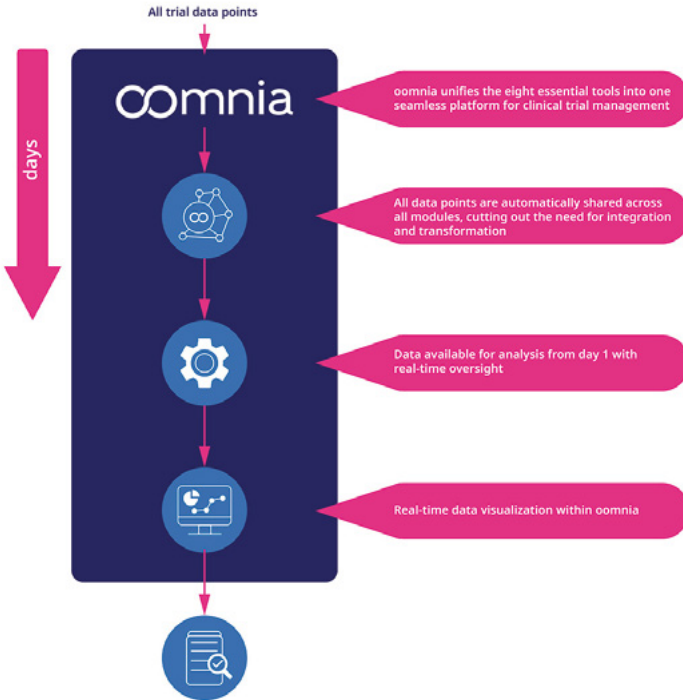 All trial data points
days
oomnia
oomnia unifies the eight essential tools into one
seamless platform for clinical trial management
All data points are automatically shared across
all modules, cutting out the need for integration
and transformation
Data available for analysis from day 1 with
real-time oversight
Real-time data visualization within oomnia